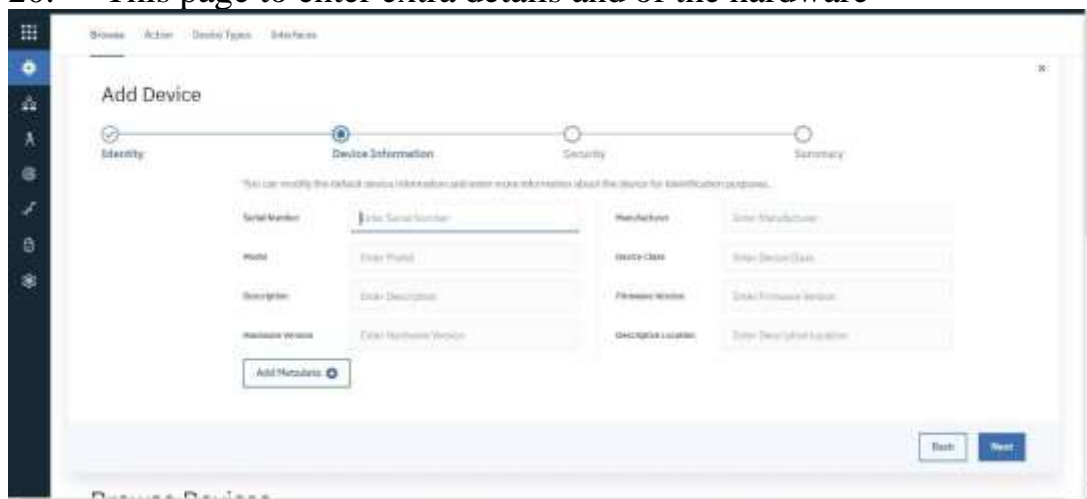 20. This page to enter extra details and of the hardware
Browse Action Device Types Interfaces
Add Device
Identity Device Information Security Summary
You can modify the default device information and enter more information about the device for identification purposes.
Serial Number Enter Serial Number Manufacturer Enter Manufacturer
Model Enter Model Device Class Enter Device Class
Description Enter Description Firmware Version Enter Firmware Version
Hardware Version Enter Hardware Version Descriptive Location Enter Descriptive Location
Add Metadata
Back Next
Browse Devices